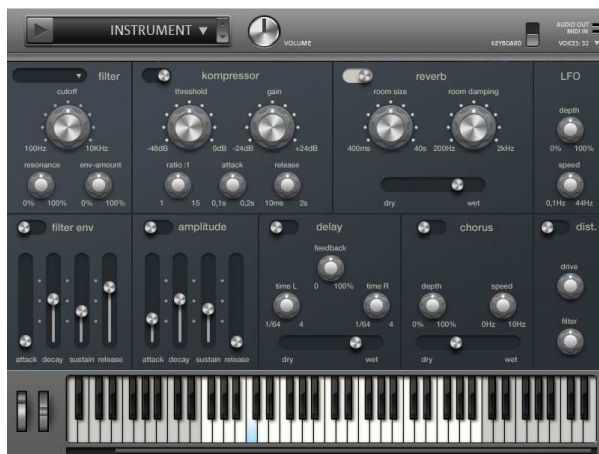 INSTRUMENT
VOLUME
KEYBOARD
AUDIO OUT
MIDI IN
VOICES: 32
filter
kompressor
reverb
LFO
cutoff
threshold
gain
room size
room damping
depth
100Hz 10KHz
-48dB 0dB
-24dB +24dB
400ms 40s
200Hz 2kHz
0% 100%
resonance
env-amount
ratio :1
attack
release
speed
0% 100%
0% 100%
1 15
0,1s 0,2s
10ms 2s
dry wet
0,1Hz 44Hz
filter env
amplitude
delay
chorus
dist.
feedback
0 100%
drive
time L
time R
depth
speed
1/64 4
1/64 4
0% 100%
0Hz 10Hz
filter
attack decay sustain release
attack decay sustain release
dry wet
dry wet